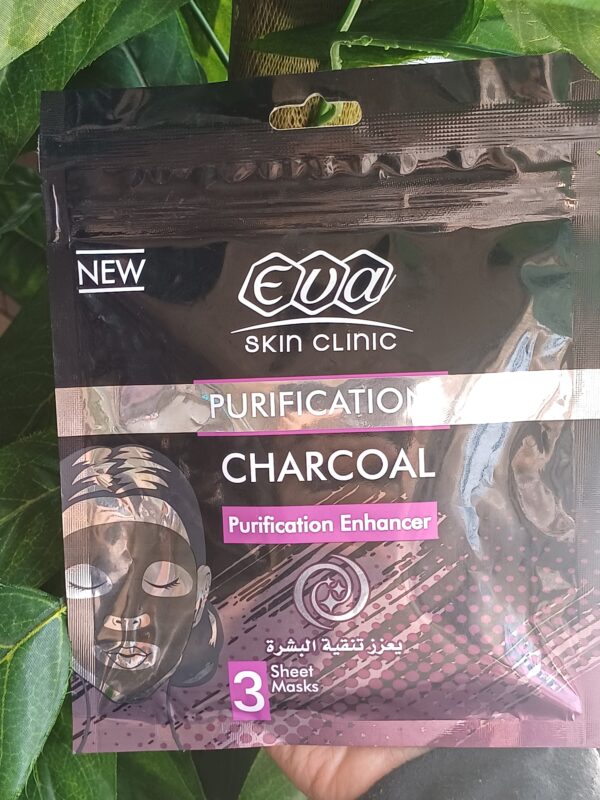 NEW
eva
SKIN CLINIC
PURIFICATION
CHARCOAL
Purification Enhancer
يعزز تنقية البشرة
3 Sheet
Masks